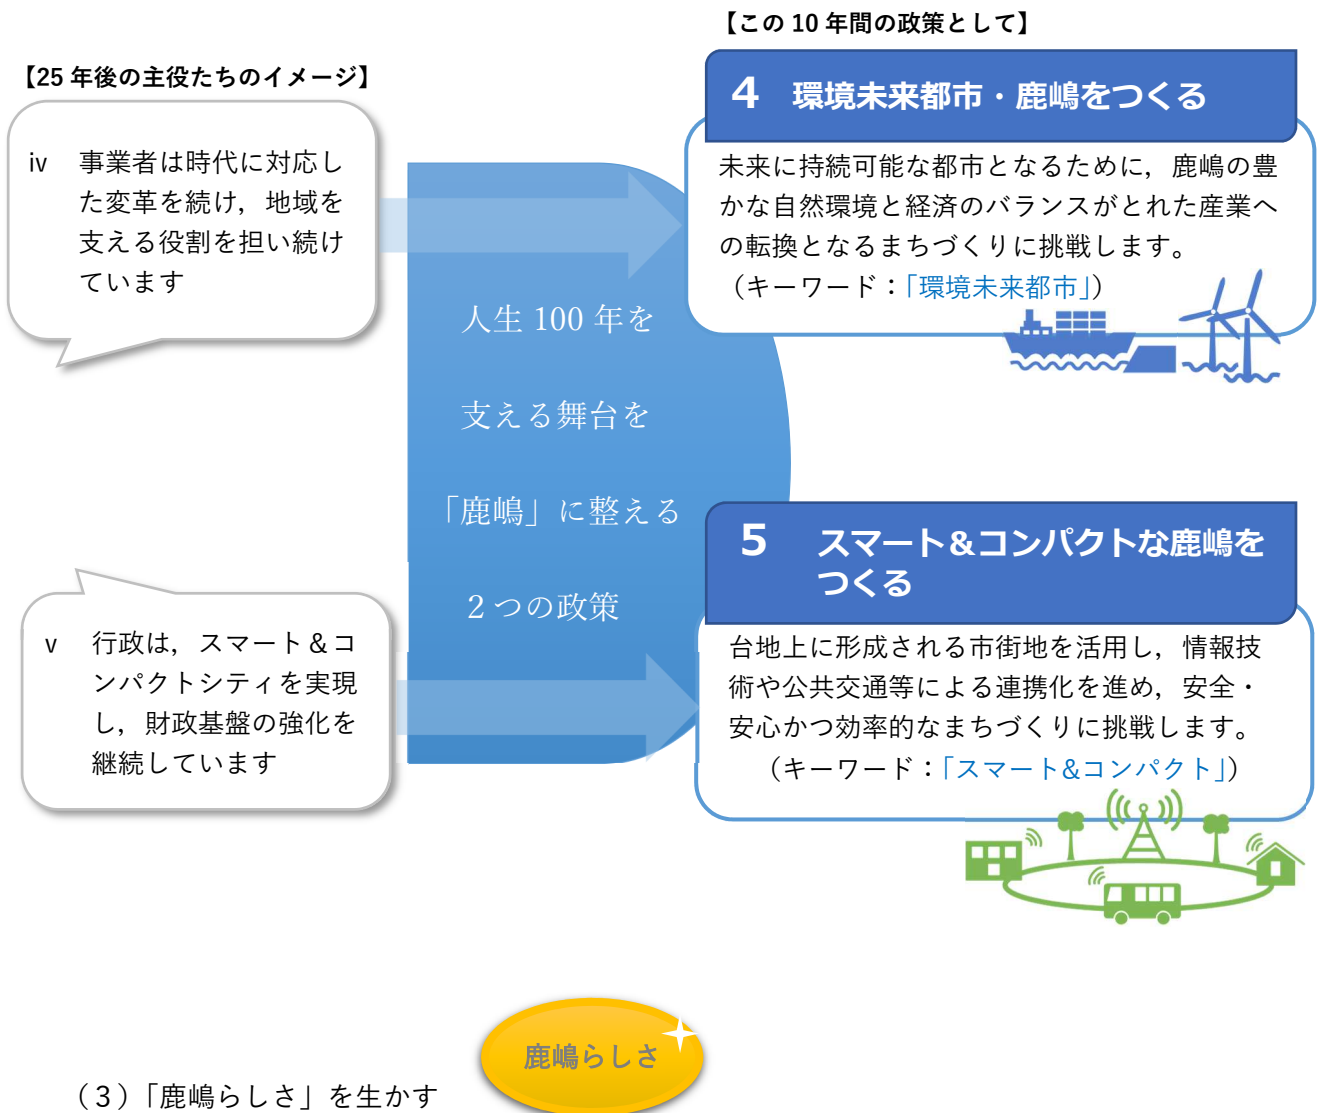 【この 10 年間の政策として】
【25 年後の主役たちのイメージ】
4 環境未来都市・鹿嶋をつくる
iv 事業者は時代に対応し
た変革を続け，地域を
支える役割を担い続け
ています
未来に持続可能な都市となるために，鹿嶋の豊
かな自然環境と経済のバランスがとれた産業へ
の転換となるまちづくりに挑戦します。
（キーワード：「環境未来都市」）
人生 100 年を
支える舞台を
「鹿嶋」に整える
２つの政策
5 スマート＆コンパクトな鹿嶋を
つくる
v 行政は，スマート＆コ
ンパクトシティを実現
し，財政基盤の強化を
継続しています
台地上に形成される市街地を活用し，情報技
術や公共交通等による連携化を進め，安全・
安心かつ効率的なまちづくりに挑戦します。
（キーワード：「スマート&コンパクト」）
鹿嶋らしさ
（３）「鹿嶋らしさ」を生かす